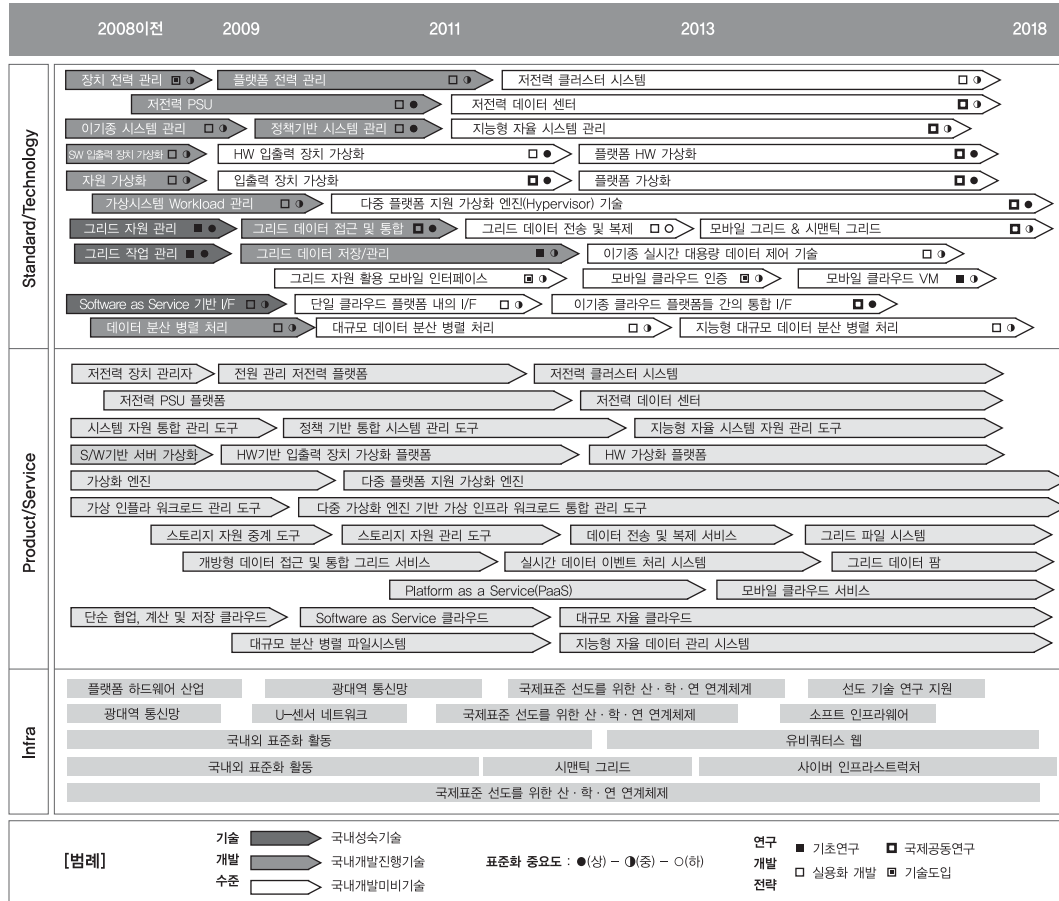 2008이전 2009 2011 2013 2018
Standard/Technology
장치 전력 관리 ▣ ◑ 플랫폼 전력 관리 □ ◑ 저전력 클러스터 시스템 □ ◑
저전력 PSU □ ● 저전력 데이터 센터 ◘ ◑
이기종 시스템 관리 □ ◑ 정책기반 시스템 관리 □ ● 지능형 자율 시스템 관리 ◘ ◑
SW 입출력 장치 가상화 □ ◑ HW 입출력 장치 가상화 □ ● 플랫폼 HW 가상화 ◘ ●
자원 가상화 □ ◑ 입출력 장치 가상화 ◘ ● 플랫폼 가상화 ◘ ●
가상시스템 Workload 관리 □ ◑ 다중 플랫폼 지원 가상화 엔진(Hypervisor) 기술 ◘ ●
그리드 자원 관리 ■ ● 그리드 데이터 접근 및 통합 ◘ ● 그리드 데이터 전송 및 복제 □ ○ 모바일 그리드 & 시맨틱 그리드 ◘ ◑
그리드 작업 관리 ■ ● 그리드 데이터 저장/관리 ■ ◑ 이기종 실시간 대용량 데이터 제어 기술 □ ◑
그리드 자원 활용 모바일 인터페이스 ▣ ◑ 모바일 클라우드 인증 ▣ ◑ 모바일 클라우드 VM ■ ◑
Software as Service 기반 I/F □ ◑ 단일 클라우드 플랫폼 내의 I/F □ ◑ 이기종 클라우드 플랫폼들 간의 통합 I/F ◘ ●
데이터 분산 병렬 처리 □ ◑ 대규모 데이터 분산 병렬 처리 □ ◑ 지능형 대규모 데이터 분산 병렬 처리 □ ◑
Product/Service
저전력 장치 관리자 전원 관리 저전력 플랫폼 저전력 클러스터 시스템
저전력 PSU 플랫폼 저전력 데이터 센터
시스템 자원 통합 관리 도구 정책 기반 통합 시스템 관리 도구 지능형 자율 시스템 자원 관리 도구
S/W기반 서버 가상화 HW기반 입출력 장치 가상화 플랫폼 HW 가상화 플랫폼
가상화 엔진 다중 플랫폼 지원 가상화 엔진
가상 인플라 워크로드 관리 도구 다중 가상화 엔진 기반 가상 인프라 워크로드 통합 관리 도구
스토리지 자원 중계 도구 스토리지 자원 관리 도구 데이터 전송 및 복제 서비스 그리드 파일 시스템
개방형 데이터 접근 및 통합 그리드 서비스 실시간 데이터 이벤트 처리 시스템 그리드 데이터 팜
Platform as a Service(PaaS) 모바일 클라우드 서비스
단순 협업, 계산 및 저장 클라우드 Software as Service 클라우드 대규모 자율 클라우드
대규모 분산 병렬 파일시스템 지능형 자율 데이터 관리 시스템
Infra
플랫폼 하드웨어 산업 광대역 통신망 국제표준 선도를 위한 산·학·연 연계체계 선도 기술 연구 지원
광대역 통신망 U-센서 네트워크 국제표준 선도를 위한 산·학·연 연계체제 소프트 인프라웨어
국내외 표준화 활동 유비쿼터스 웹
국내외 표준화 활동 시맨틱 그리드 사이버 인프라스트럭처
국제표준 선도를 위한 산·학·연 연계체제
[범례]
기술 개발 수준
국내성숙기술
국내개발진행기술
국내개발미비기술
표준화 중요도 : ●(상) - ◑(중) - ○(하)
연구 개발 전략
■ 기초연구 ◘ 국제공동연구
□ 실용화 개발 ▣ 기술도입